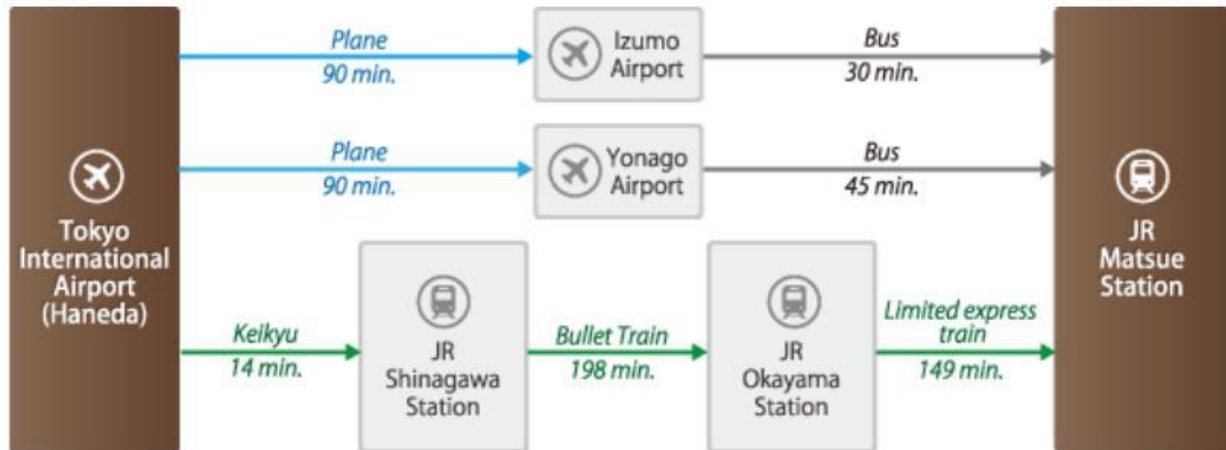 Plane
90 min.
Izumo
Airport
Bus
30 min.
Plane
90 min.
Yonago
Airport
Bus
45 min.
Tokyo
International
Airport
(Haneda)
Keikyu
14 min.
JR
Shinagawa
Station
Bullet Train
198 min.
JR
Okayama
Station
Limited express
train
149 min.
JR
Matsue
Station